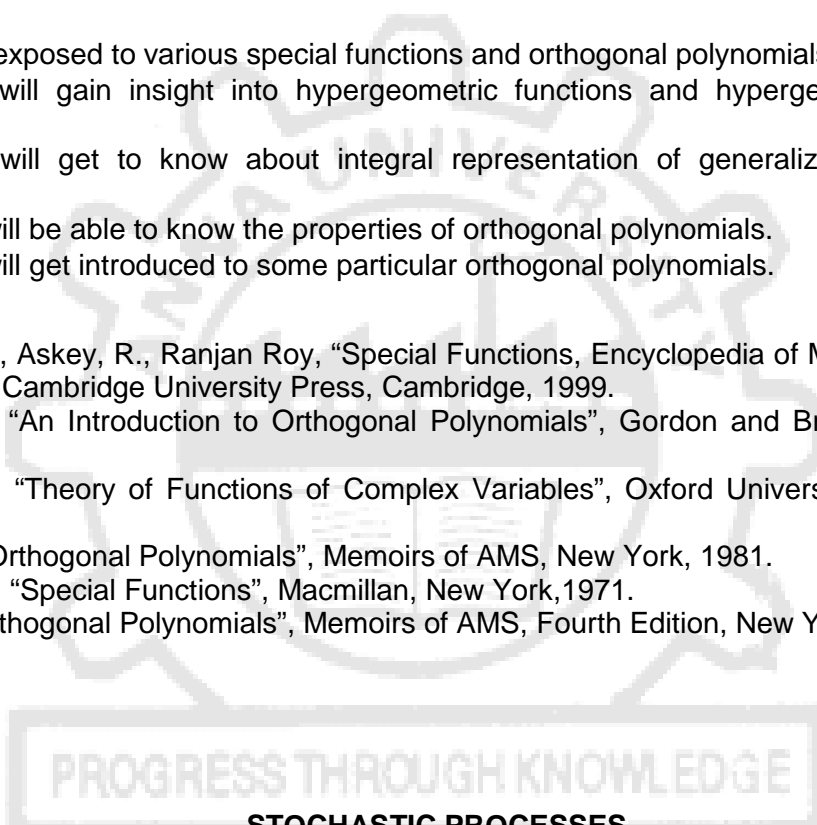 exposed to various special functions and orthogonal polynomials
will gain insight into hypergeometric functions and hyperge
will get to know about integral representation of generaliz
will be able to know the properties of orthogonal polynomials.
will get introduced to some particular orthogonal polynomials.
, Askey, R., Ranjan Roy, “Special Functions, Encyclopedia of M
Cambridge University Press, Cambridge, 1999.
“An Introduction to Orthogonal Polynomials”, Gordon and Br
“Theory of Functions of Complex Variables”, Oxford Univers
Orthogonal Polynomials”, Memoirs of AMS, New York, 1981.
“Special Functions”, Macmillan, New York,1971.
thogonal Polynomials”, Memoirs of AMS, Fourth Edition, New Y
ANNA UNIVERSITY
PROGRESS THROUGH KNOWLEDGE
STOCHASTIC PROCESSES